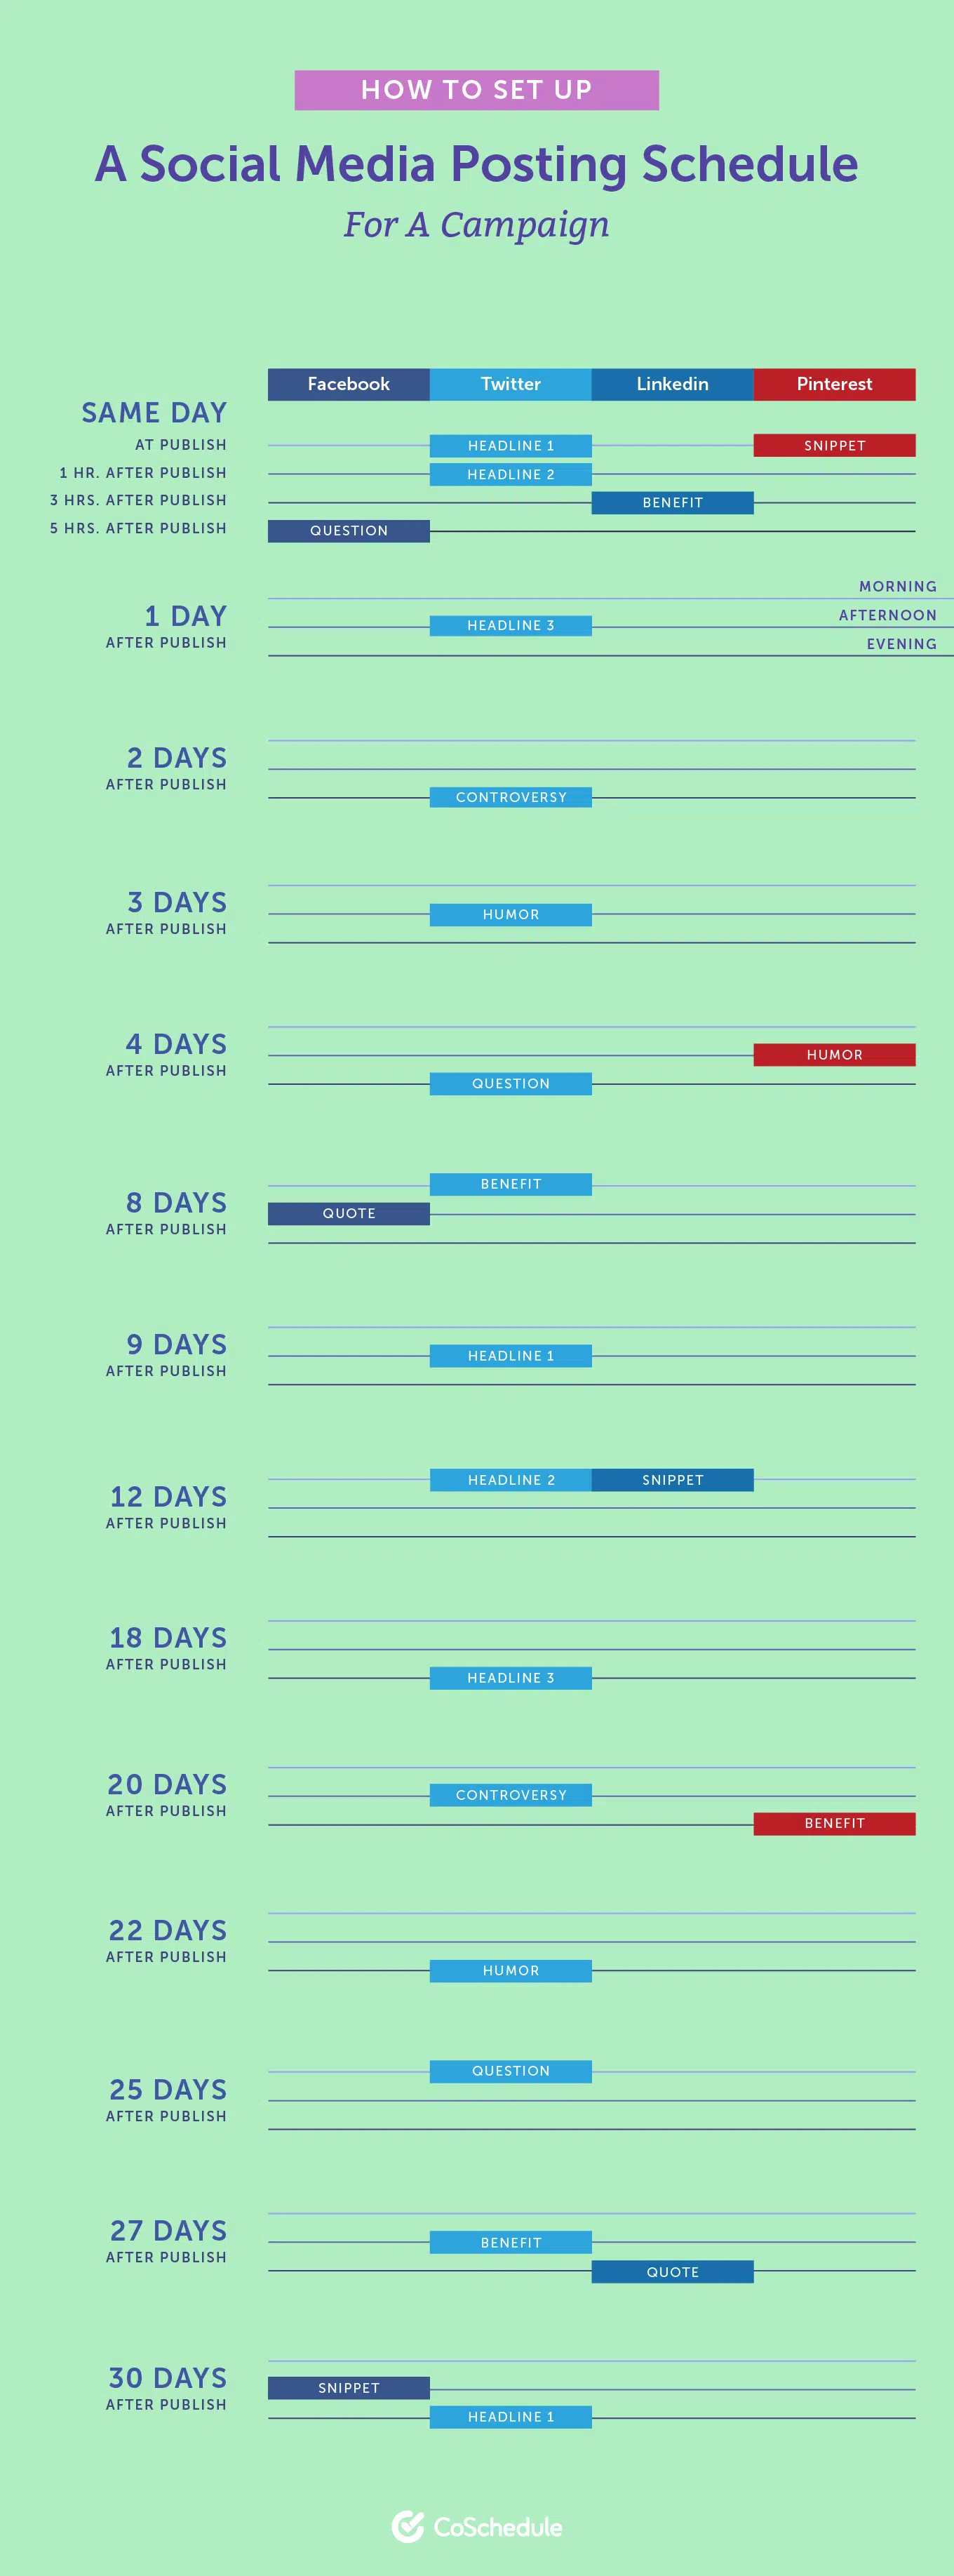 HOW TO SET UP
A Social Media Posting Schedule
For A Campaign
Facebook Twitter Linkedin Pinterest
SAME DAY
AT PUBLISH HEADLINE 1 SNIPPET
1 HR. AFTER PUBLISH HEADLINE 2
3 HRS. AFTER PUBLISH BENEFIT
5 HRS. AFTER PUBLISH QUESTION
MORNING
1 DAY AFTERNOON
HEADLINE 3
AFTER PUBLISH EVENING
2 DAYS
AFTER PUBLISH
CONTROVERSY
3 DAYS
HUMOR
AFTER PUBLISH
4 DAYS
HUMOR
AFTER PUBLISH
QUESTION
BENEFIT
8 DAYS
QUOTE
AFTER PUBLISH
9 DAYS
HEADLINE 1
AFTER PUBLISH
HEADLINE 2 SNIPPET
12 DAYS
AFTER PUBLISH
18 DAYS
AFTER PUBLISH
HEADLINE 3
20 DAYS
CONTROVERSY
AFTER PUBLISH
BENEFIT
22 DAYS
AFTER PUBLISH
HUMOR
QUESTION
25 DAYS
AFTER PUBLISH
27 DAYS
BENEFIT
AFTER PUBLISH
QUOTE
30 DAYS
SNIPPET
AFTER PUBLISH
HEADLINE 1
CoSchedule